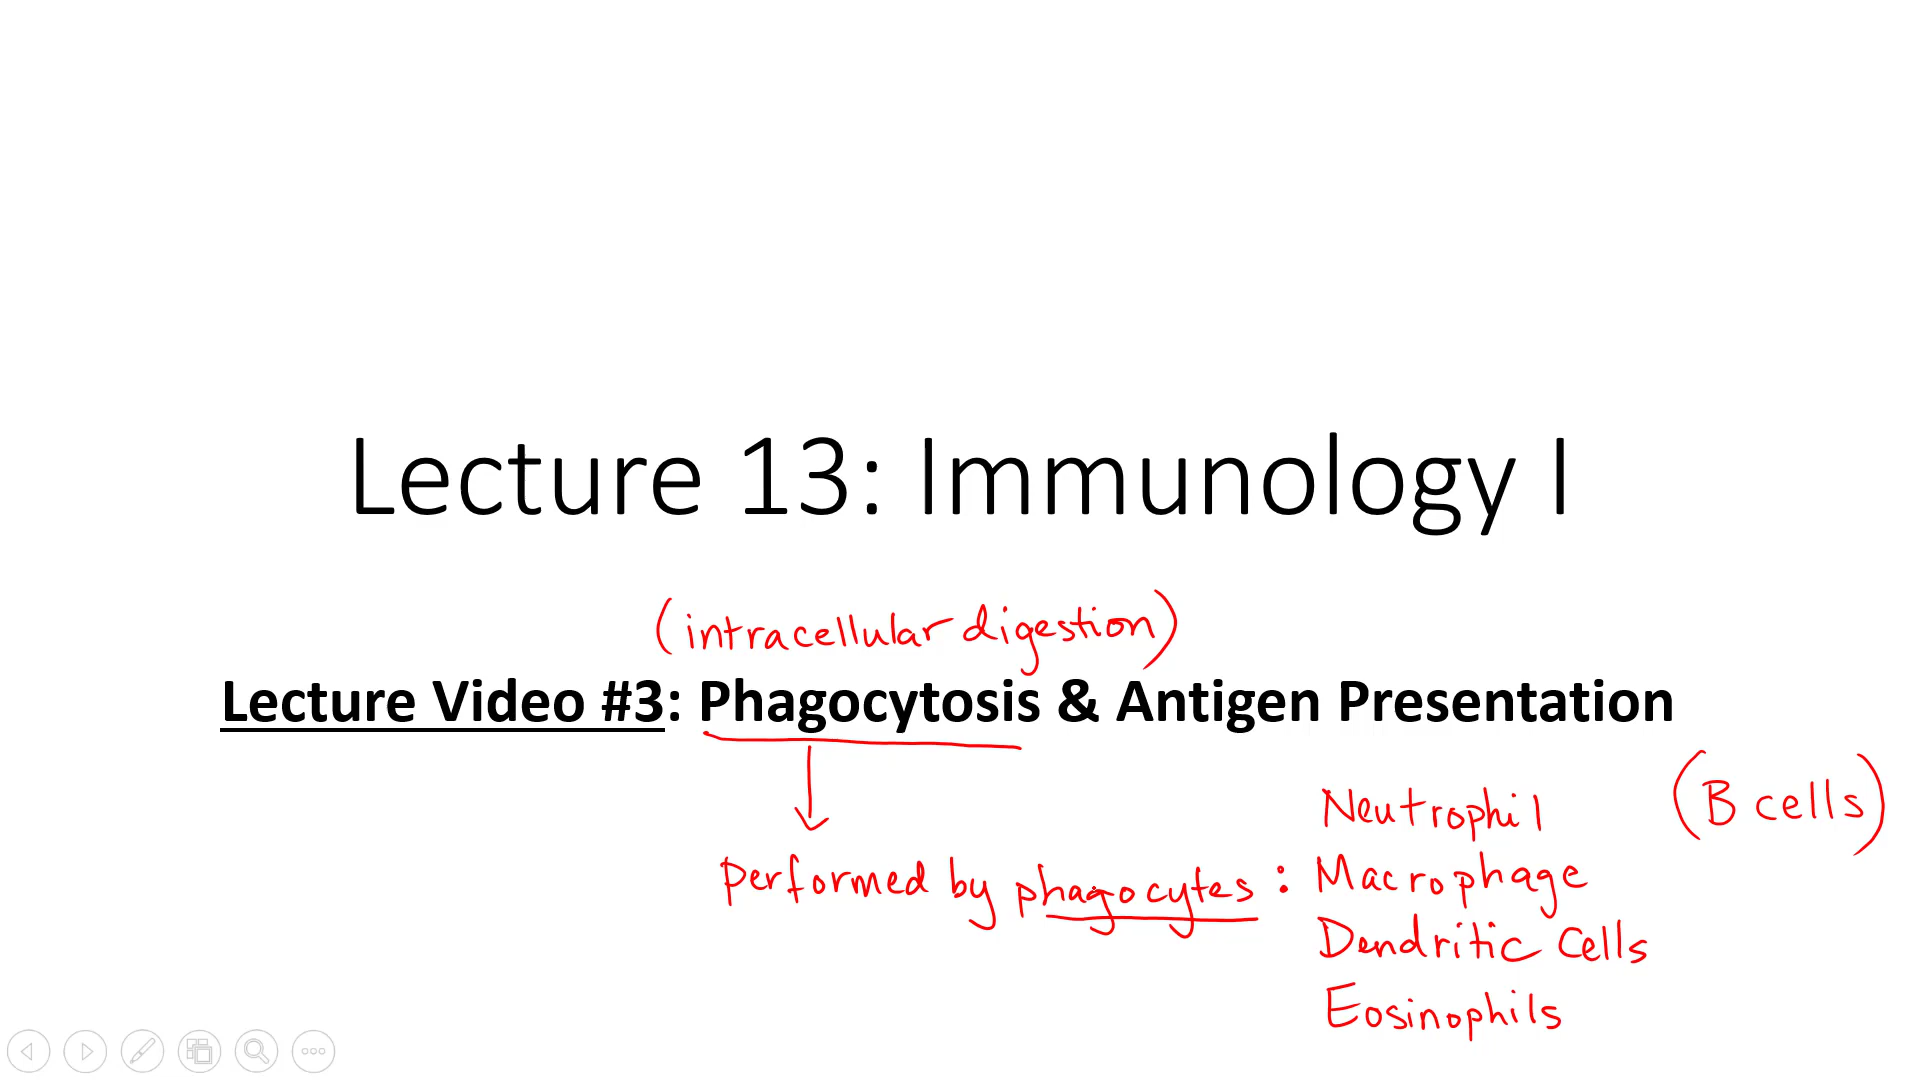 Lecture 13: Immunology I
(intracellular digestion)
Lecture Video #3: Phagocytosis & Antigen Presentation
performed by phagocytes :
Neutrophil
Macrophage
Dendritic Cells
Eosinophils
(B cells)